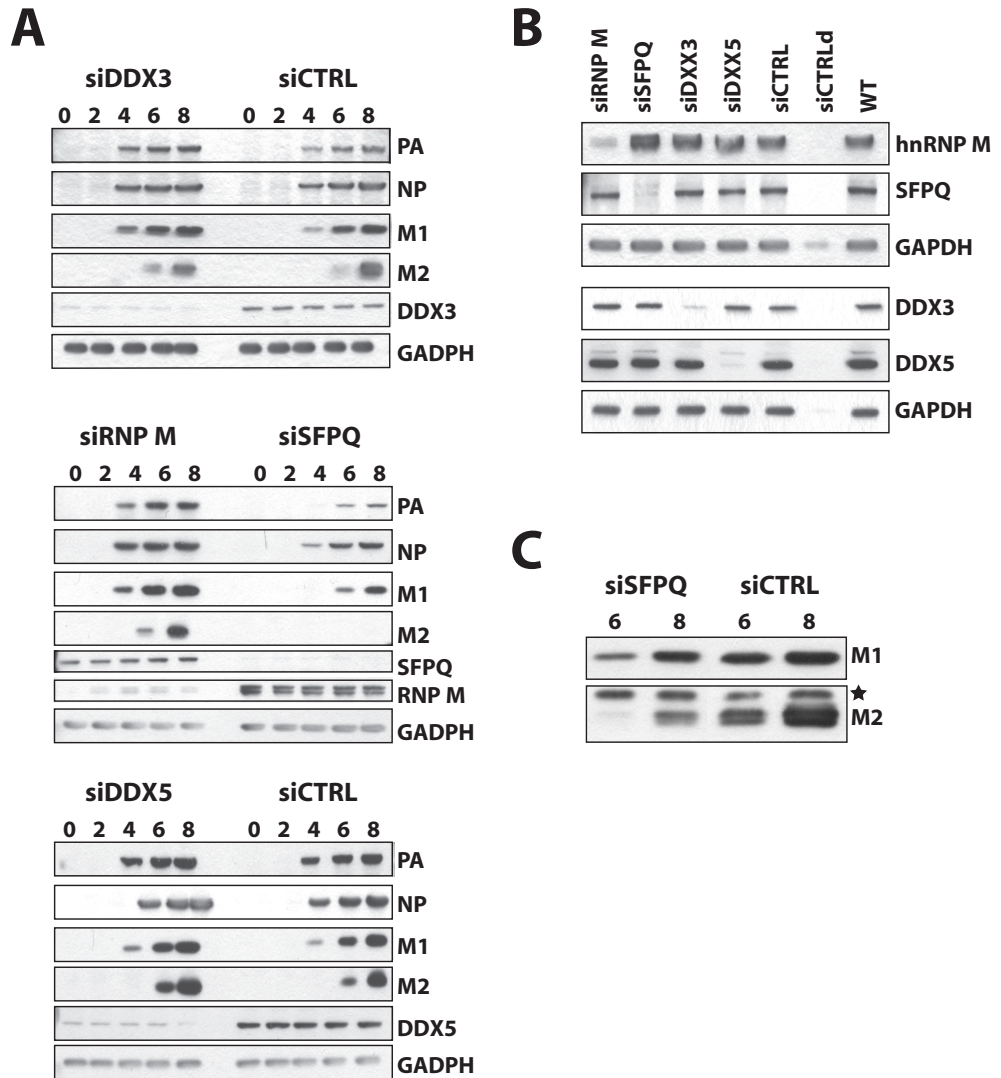 A
siDDX3 siCTRL
0 2 4 6 8 0 2 4 6 8
PA
NP
M1
M2
DDX3
GADPH
siRNP M siSFPQ
0 2 4 6 8 0 2 4 6 8
PA
NP
M1
M2
SFPQ
RNP M
GADPH
siDDX5 siCTRL
0 2 4 6 8 0 2 4 6 8
PA
NP
M1
M2
DDX5
GADPH
B
siRNP M siSFPQ siDXX3 siDXX5 siCTRL siCTRLd WT
hnRNP M
SFPQ
GAPDH
DDX3
DDX5
GAPDH
C
siSFPQ siCTRL
6 8 6 8
M1
★
M2